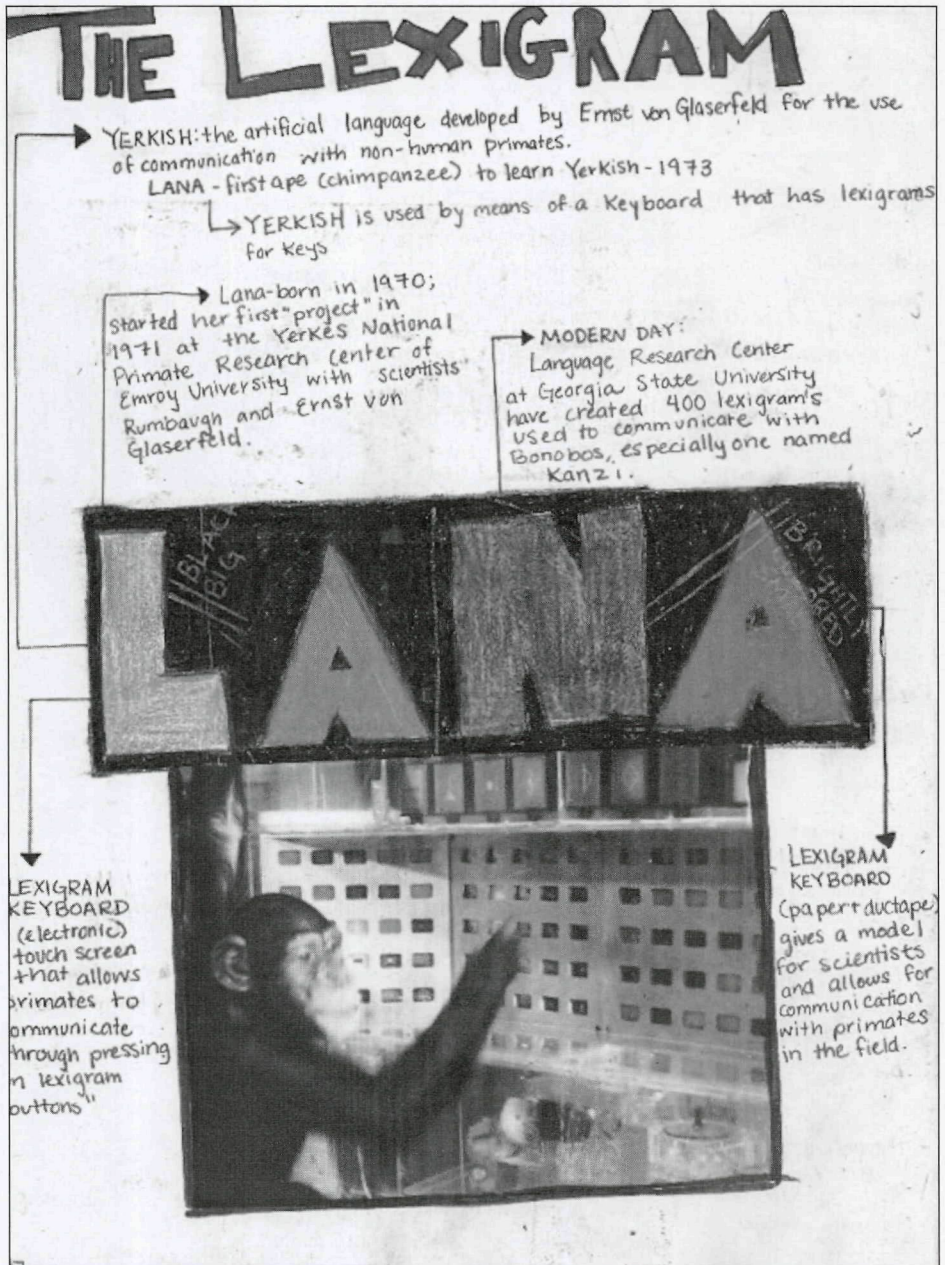 THE LEXIGRAM
YERKISH: the artificial language developed by Ernst von Glaserfeld for the use
of communication with non-human primates.
LANA - first ape (chimpanzee) to learn Yerkish - 1973
YERKISH is used by means of a keyboard that has lexigrams
for keys
Lana-born in 1970;
started her first "project" in
1971 at the Yerkes National
Primate Research Center of
Emroy University with scientists
Rumbaugh and Ernst von
Glaserfeld.
MODERN DAY:
Language Research Center
at Georgia State University
have created 400 lexigram's
used to communicate with
Bonobos, especially one named
Kanzi.
LANA
BLACK
BIG
BRIGHTLY
COLORED
LEXIGRAM
KEYBOARD
(electronic)
touch screen
that allows
primates to
ommunicate
hrough pressing
n lexigram
buttons"
LEXIGRAM
KEYBOARD
(paper+ductape)
gives a model
for scientists
and allows for
communication
with primates
in the field.